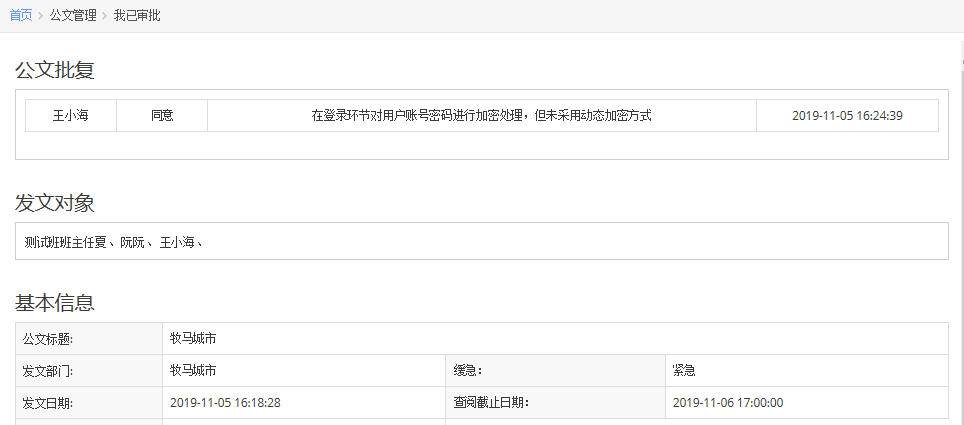 首页 > 公文管理 > 我已审批
公文批复
王小海 同意 在登录环节对用户账号密码进行加密处理，但未采用动态加密方式 2019-11-05 16:24:39
发文对象
测试班班主任夏、阮阮、王小海、
基本信息
公文标题: 牧马城市
发文部门: 牧马城市 缓急: 紧急
发文日期: 2019-11-05 16:18:28 查阅截止日期: 2019-11-06 17:00:00